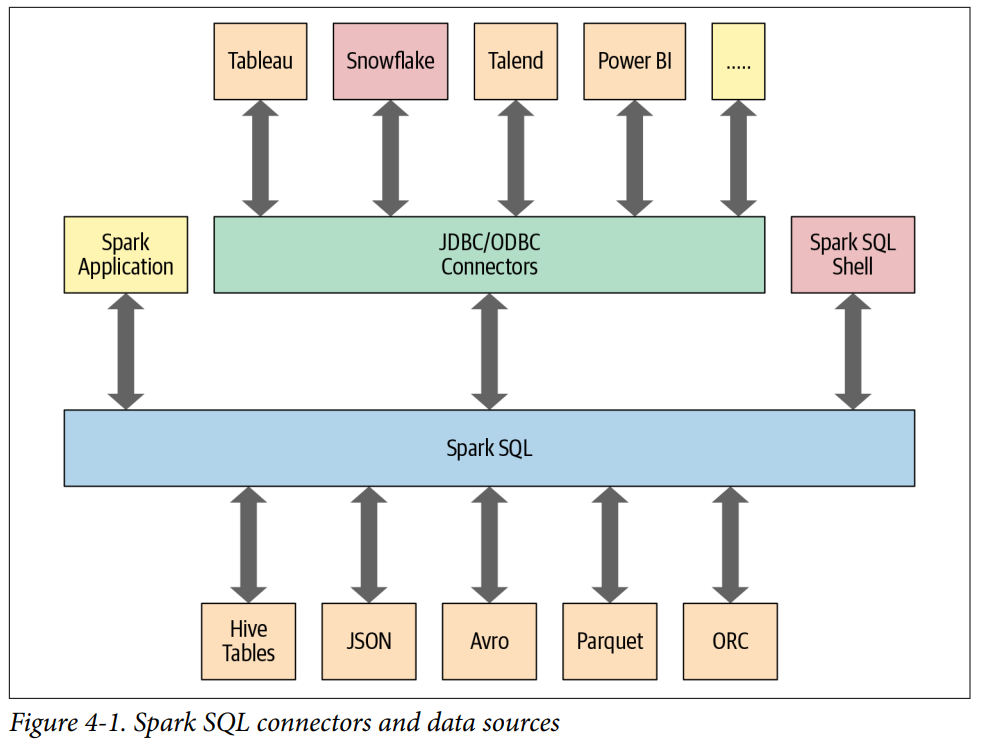 Tableau
Snowflake
Talend
Power BI
.....
Spark
Application
JDBC/ODBC
Connectors
Spark SQL
Shell
Spark SQL
Hive
Tables
JSON
Avro
Parquet
ORC
Figure 4-1. Spark SQL connectors and data sources